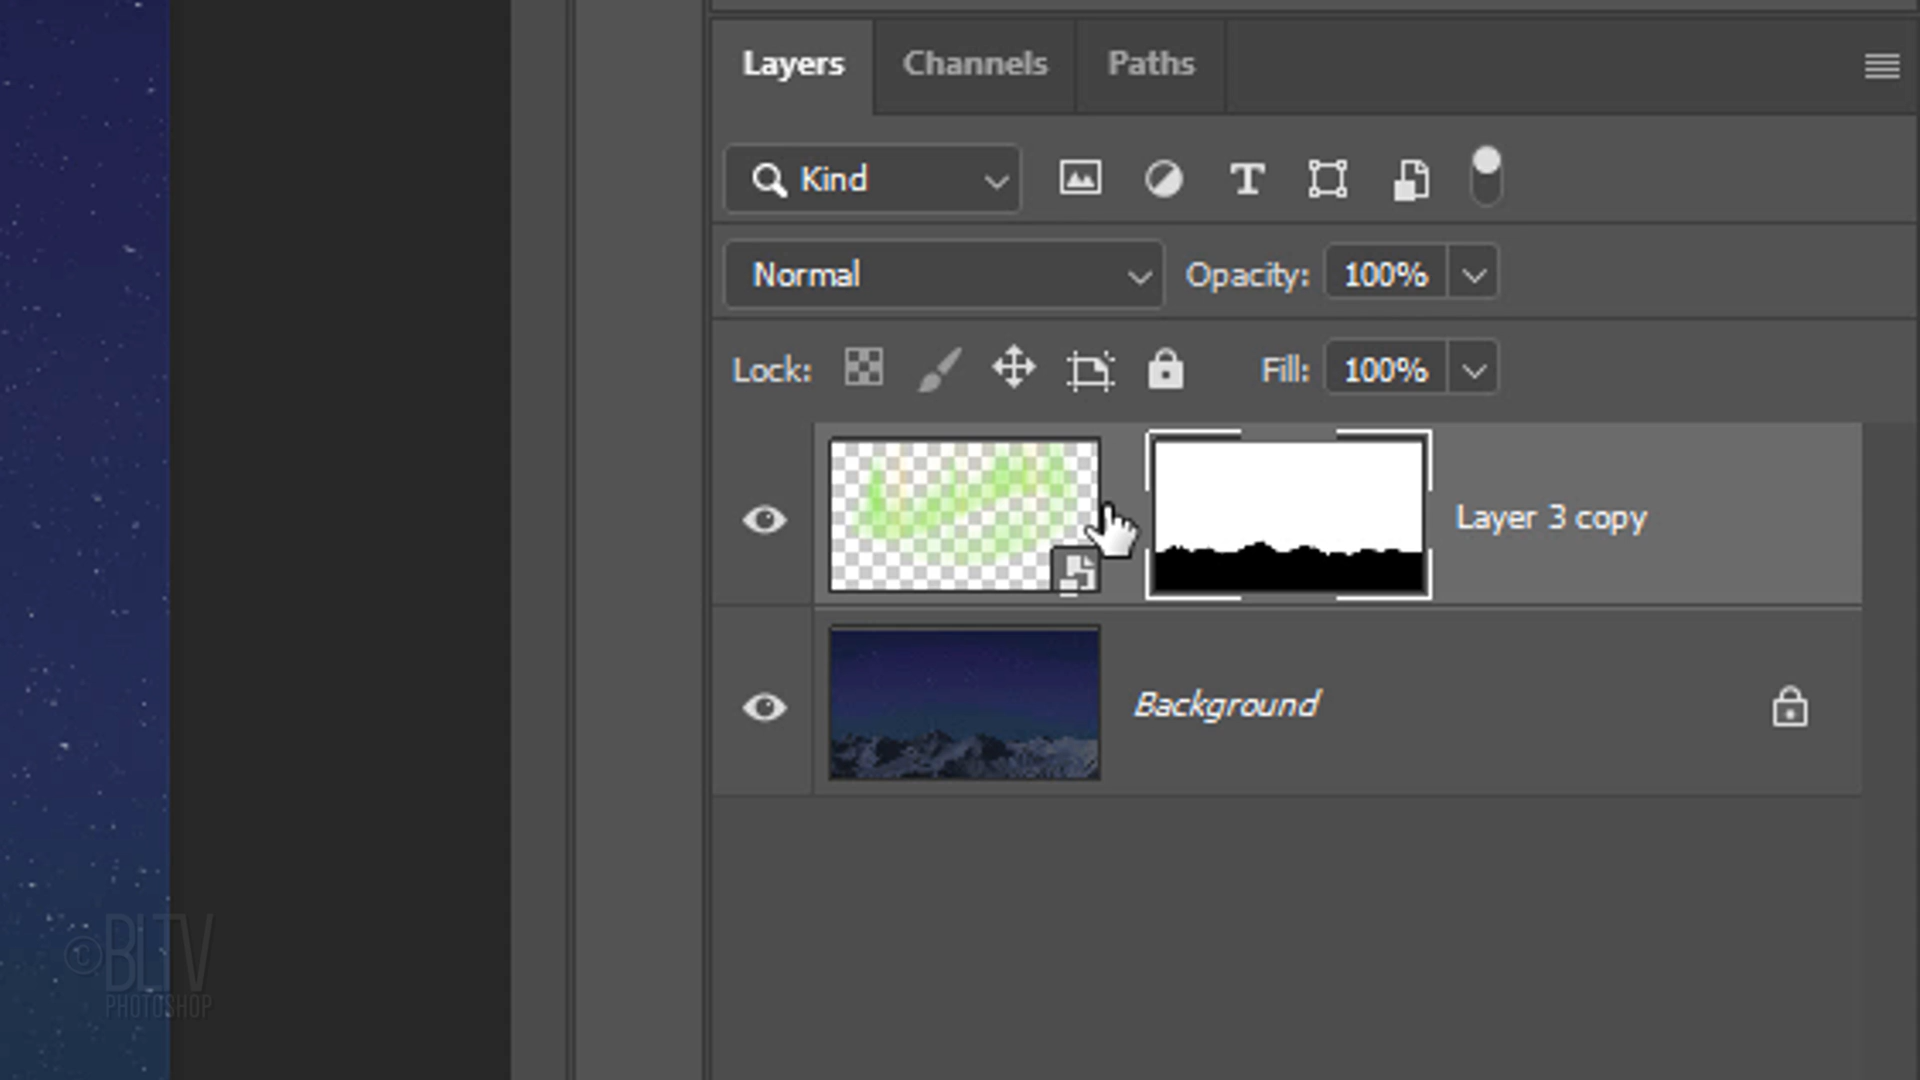 Layers Channels Paths
Kind
Normal Opacity: 100%
Lock: Fill: 100%
Layer 3 copy
Background
©BLTV
PHOTOSHOP